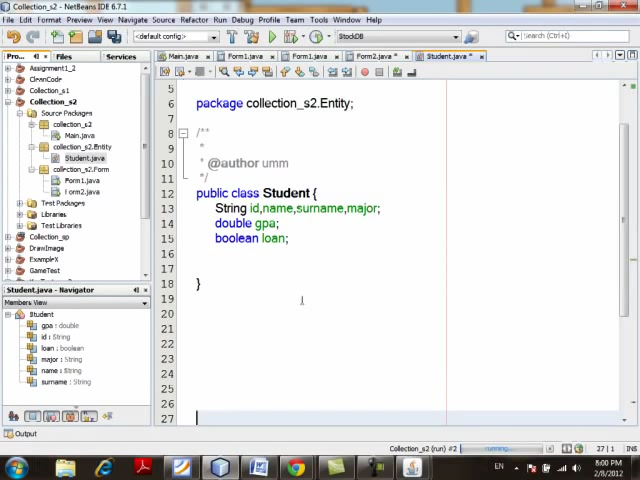 Collection_s2 - NetBeans IDE 6.7.1
File Edit View Navigate Source Refactor Run Debug Profile Team Tools Window Help
<default config>
StockDB
Search (Ctrl+I)
Pro...
Files
Services
Main.java
Form1.java
Form1.java
Form2.java *
Student.java *
Assignment1_2
CleanCode
Collection_s1
Collection_s2
Source Packages
collection_s2
Main.java
collection_s2.Entity
Student.java
collection_s2.Form
Form1.java
Form2.java
Test Packages
Libraries
Test Libraries
Collection_sp
DrawImage
ExampleX
GameTest
Student.java - Navigator
Members View
Student
gpa : double
id : String
loan : boolean
major : String
name : String
surname : String
5
6 package collection_s2.Entity;
7
8 /**
9 *
10 * @author umm
11 */
12 public class Student {
13 String id,name,surname,major;
14 double gpa;
15 boolean loan;
16
17
18 }
19
20
21
22
23
24
25
26
27
Output
Collection_s2 (run) #2
running...
27 | 1
INS
EN
8:00 PM
2/8/2012